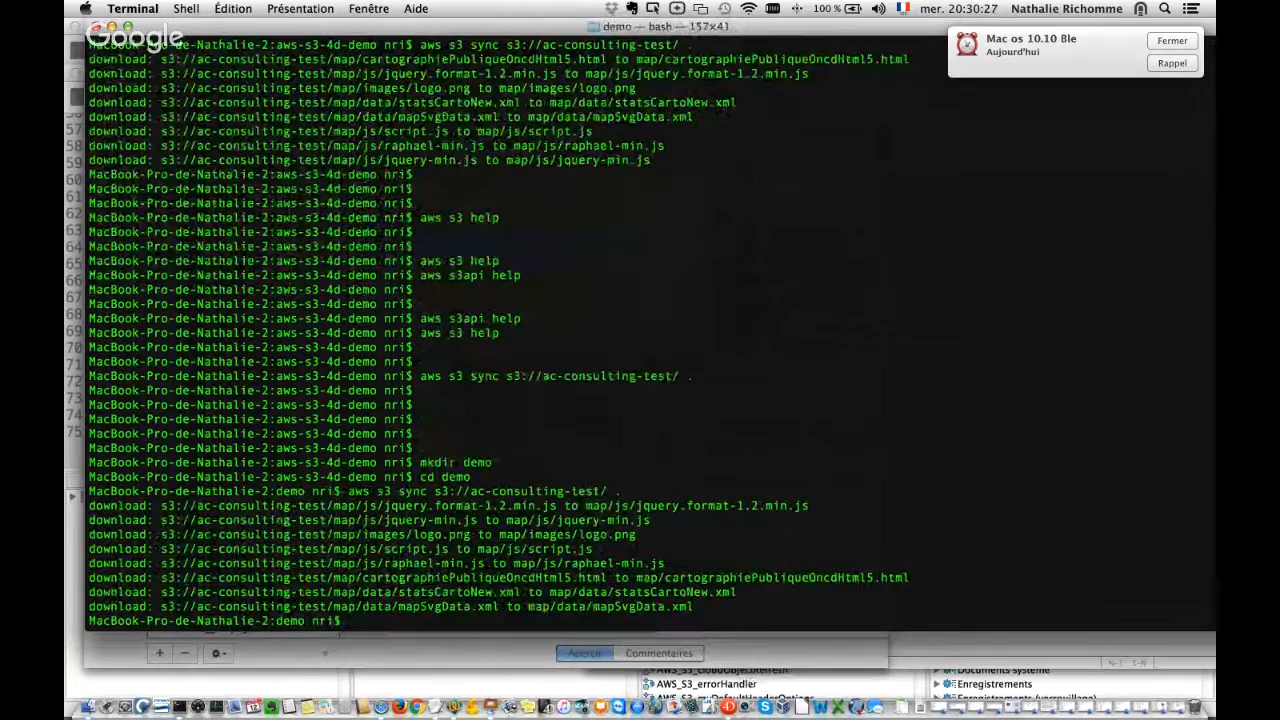 Terminal Shell Édition Présentation Fenêtre Aide 100 % mer. 20:30:27 Nathalie Richomme
demo — bash — 157×41
Google
Mac os 10.10 Ble
Aujourd'hui
Fermer
Rappel
MacBook-Pro-de-Nathalie-2:aws-s3-4d-demo nri$ aws s3 sync s3://ac-consulting-test/ .
download: s3://ac-consulting-test/map/cartographiePubliqueOncdHtml5.html to map/cartographiePubliqueOncdHtml5.html
download: s3://ac-consulting-test/map/js/jquery.format-1.2.min.js to map/js/jquery.format-1.2.min.js
download: s3://ac-consulting-test/map/images/logo.png to map/images/logo.png
download: s3://ac-consulting-test/map/data/statsCartoNew.xml to map/data/statsCartoNew.xml
download: s3://ac-consulting-test/map/data/mapSvgData.xml to map/data/mapSvgData.xml
download: s3://ac-consulting-test/map/js/script.js to map/js/script.js
download: s3://ac-consulting-test/map/js/raphael-min.js to map/js/raphael-min.js
download: s3://ac-consulting-test/map/js/jquery-min.js to map/js/jquery-min.js
MacBook-Pro-de-Nathalie-2:aws-s3-4d-demo nri$
MacBook-Pro-de-Nathalie-2:aws-s3-4d-demo nri$
MacBook-Pro-de-Nathalie-2:aws-s3-4d-demo nri$
MacBook-Pro-de-Nathalie-2:aws-s3-4d-demo nri$ aws s3 help
MacBook-Pro-de-Nathalie-2:aws-s3-4d-demo nri$
MacBook-Pro-de-Nathalie-2:aws-s3-4d-demo nri$
MacBook-Pro-de-Nathalie-2:aws-s3-4d-demo nri$ aws s3 help
MacBook-Pro-de-Nathalie-2:aws-s3-4d-demo nri$ aws s3api help
MacBook-Pro-de-Nathalie-2:aws-s3-4d-demo nri$
MacBook-Pro-de-Nathalie-2:aws-s3-4d-demo nri$
MacBook-Pro-de-Nathalie-2:aws-s3-4d-demo nri$ aws s3api help
MacBook-Pro-de-Nathalie-2:aws-s3-4d-demo nri$ aws s3 help
MacBook-Pro-de-Nathalie-2:aws-s3-4d-demo nri$
MacBook-Pro-de-Nathalie-2:aws-s3-4d-demo nri$
MacBook-Pro-de-Nathalie-2:aws-s3-4d-demo nri$ aws s3 sync s3://ac-consulting-test/ .
MacBook-Pro-de-Nathalie-2:aws-s3-4d-demo nri$
MacBook-Pro-de-Nathalie-2:aws-s3-4d-demo nri$
MacBook-Pro-de-Nathalie-2:aws-s3-4d-demo nri$
MacBook-Pro-de-Nathalie-2:aws-s3-4d-demo nri$
MacBook-Pro-de-Nathalie-2:aws-s3-4d-demo nri$
MacBook-Pro-de-Nathalie-2:aws-s3-4d-demo nri$ mkdir demo
MacBook-Pro-de-Nathalie-2:aws-s3-4d-demo nri$ cd demo
MacBook-Pro-de-Nathalie-2:demo nri$ aws s3 sync s3://ac-consulting-test/ .
download: s3://ac-consulting-test/map/js/jquery.format-1.2.min.js to map/js/jquery.format-1.2.min.js
download: s3://ac-consulting-test/map/js/jquery-min.js to map/js/jquery-min.js
download: s3://ac-consulting-test/map/images/logo.png to map/images/logo.png
download: s3://ac-consulting-test/map/js/script.js to map/js/script.js
download: s3://ac-consulting-test/map/js/raphael-min.js to map/js/raphael-min.js
download: s3://ac-consulting-test/map/cartographiePubliqueOncdHtml5.html to map/cartographiePubliqueOncdHtml5.html
download: s3://ac-consulting-test/map/data/statsCartoNew.xml to map/data/statsCartoNew.xml
download: s3://ac-consulting-test/map/data/mapSvgData.xml to map/data/mapSvgData.xml
MacBook-Pro-de-Nathalie-2:demo nri$
Aperçu Commentaires
AWS_S3_errorHandler
Documents système
Enregistrements